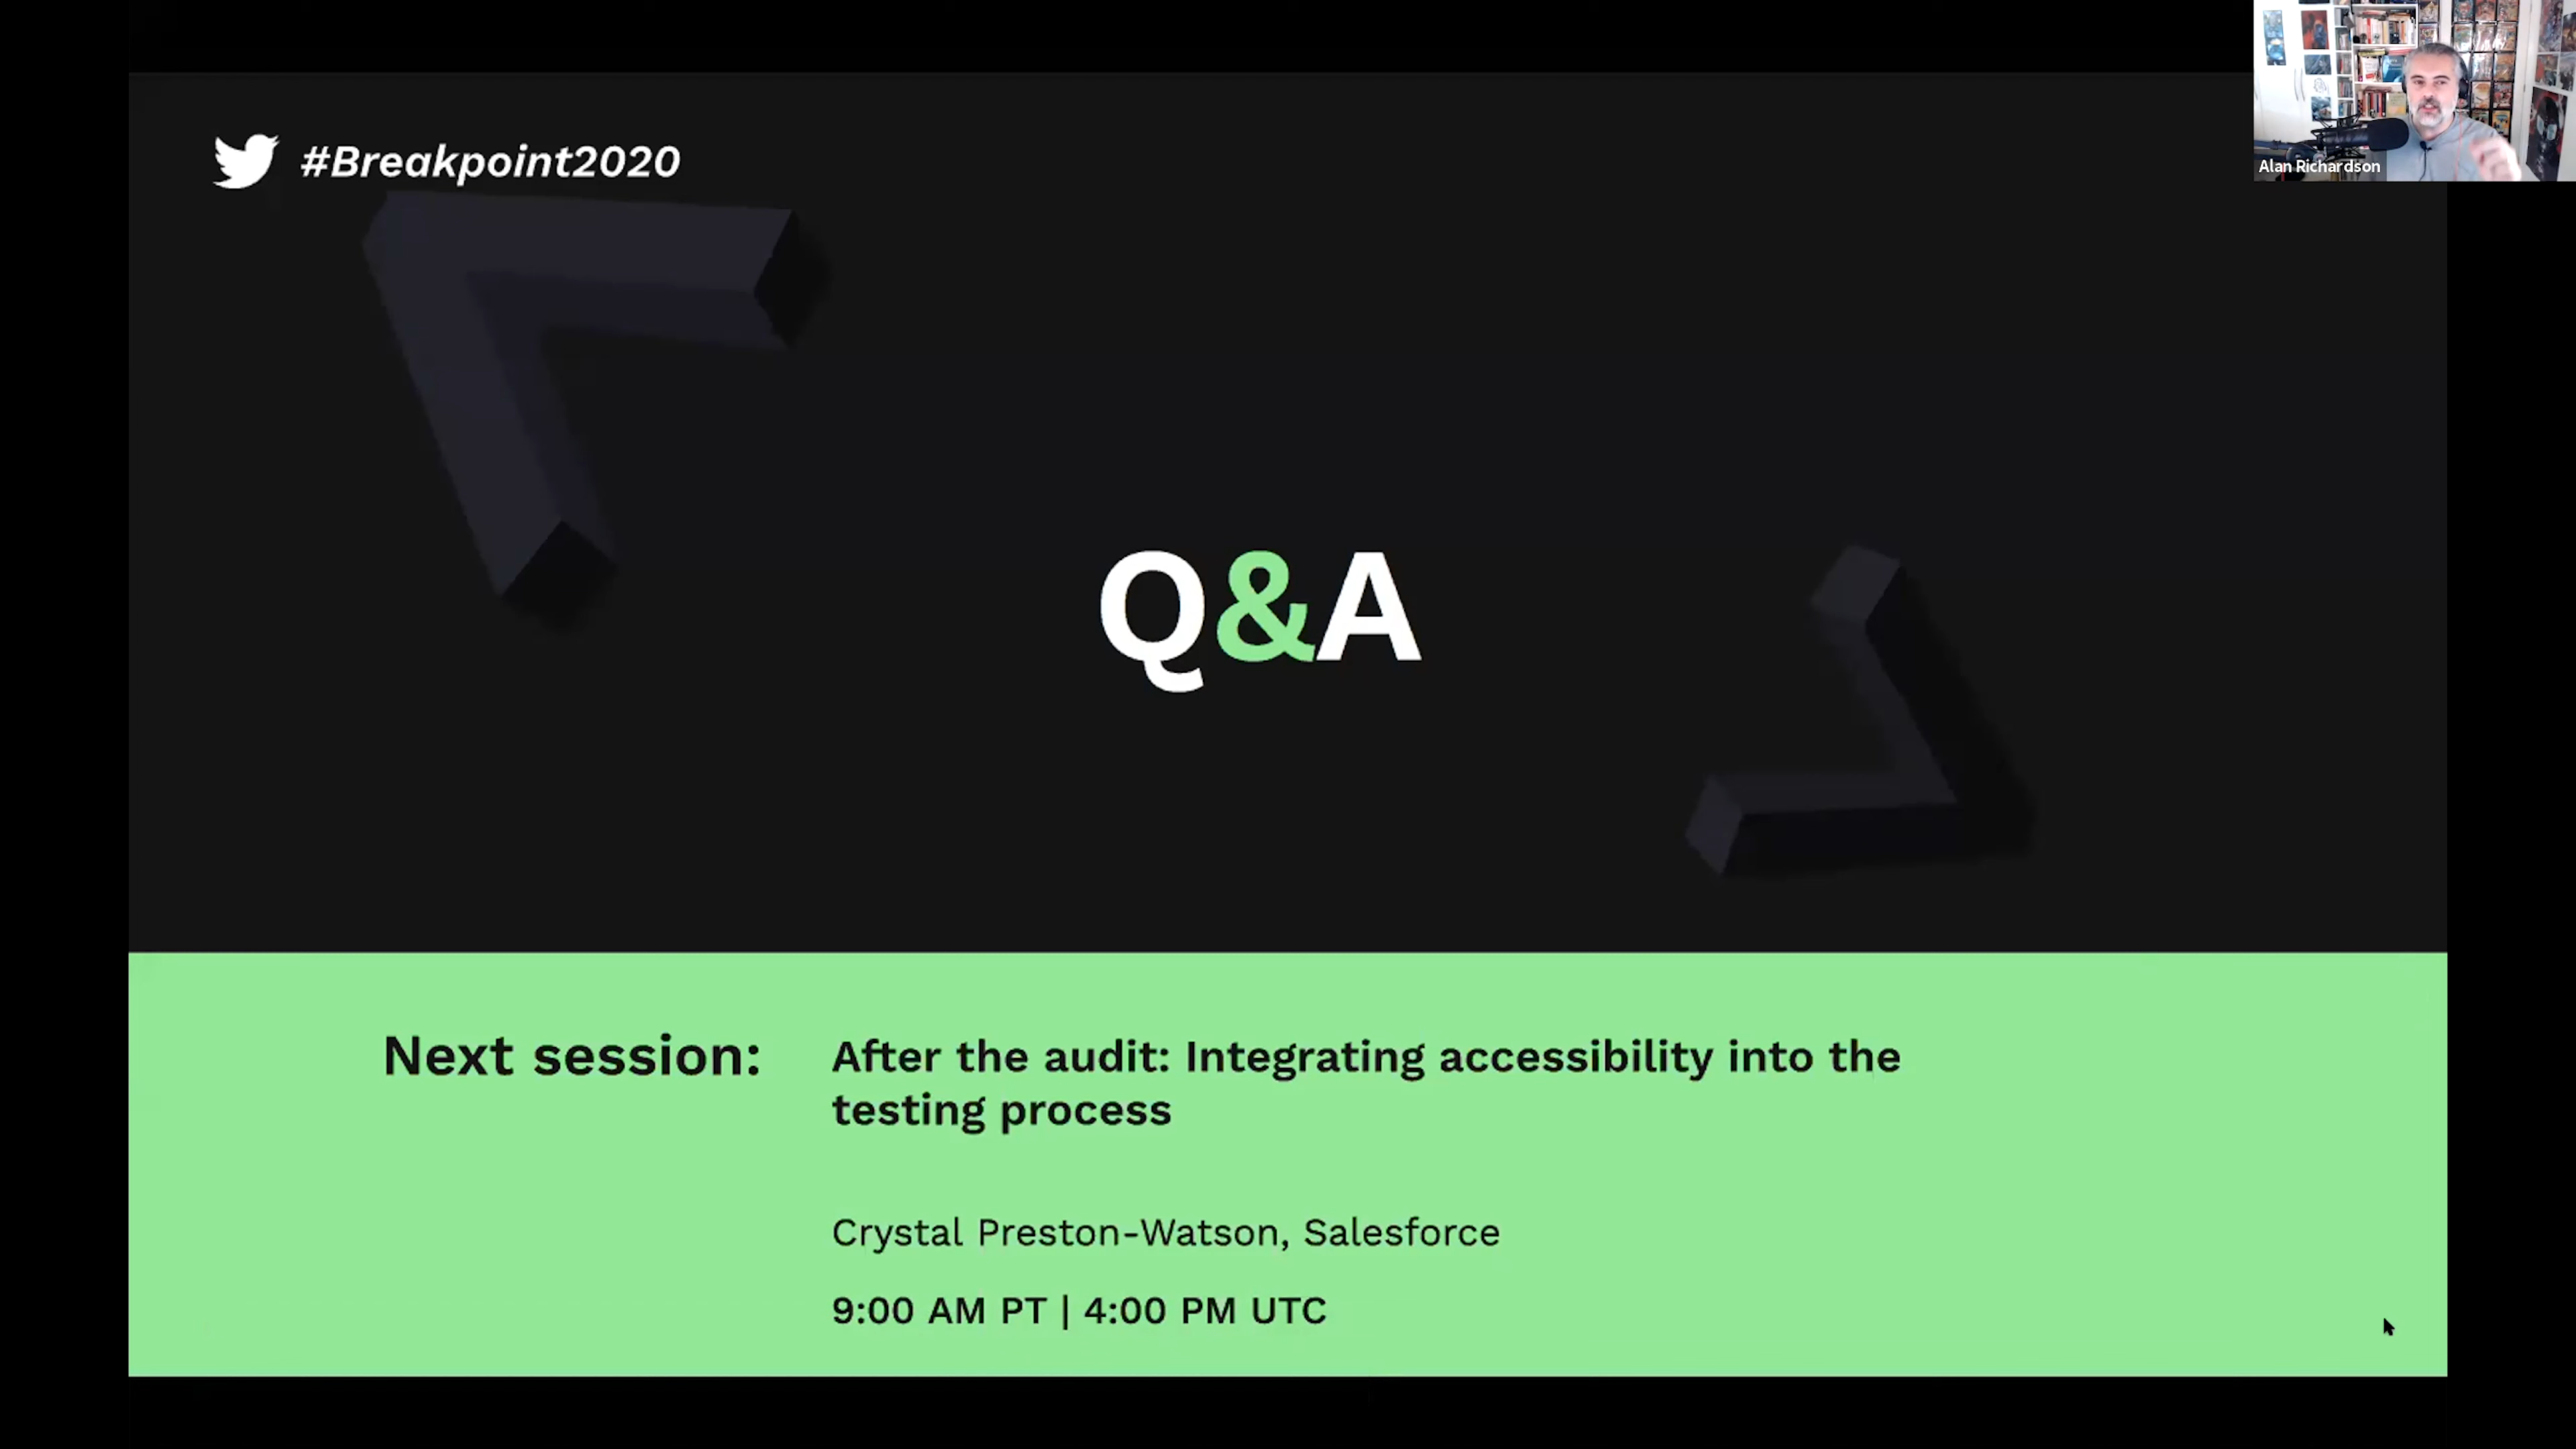 #Breakpoint2020
Alan Richardson
Q&A
Next session:
After the audit: Integrating accessibility into the
testing process
Crystal Preston-Watson, Salesforce
9:00 AM PT | 4:00 PM UTC